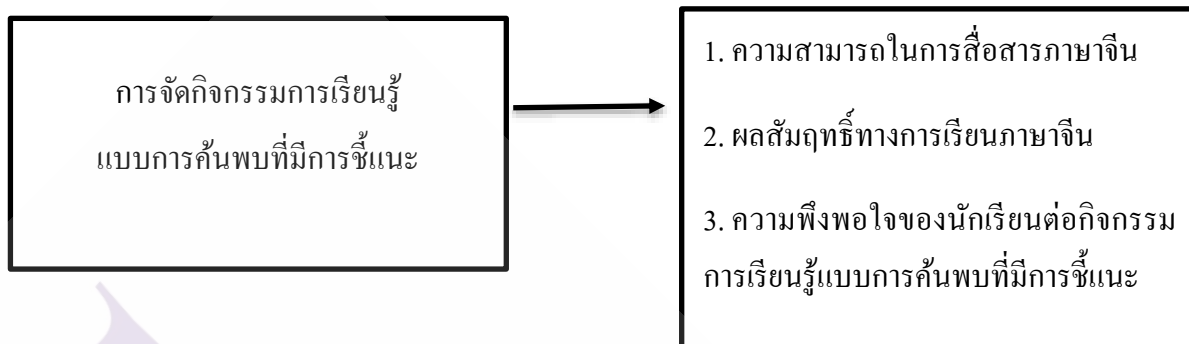 การจัดกิจกรรมการเรียนรู้
แบบการค้นพบที่มีการชี้แนะ
1. ความสามารถในการสื่อสารภาษาจีน
2. ผลสัมฤทธิ์ทางการเรียนภาษาจีน
3. ความพึงพอใจของนักเรียนต่อกิจกรรม
การเรียนรู้แบบการค้นพบที่มีการชี้แนะ